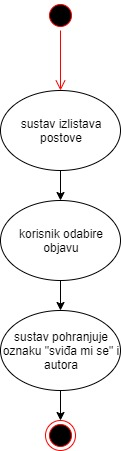 sustav izlistava
postove
korisnik odabire
objavu
sustav pohranjuje
oznaku "sviđa mi se" i
autora